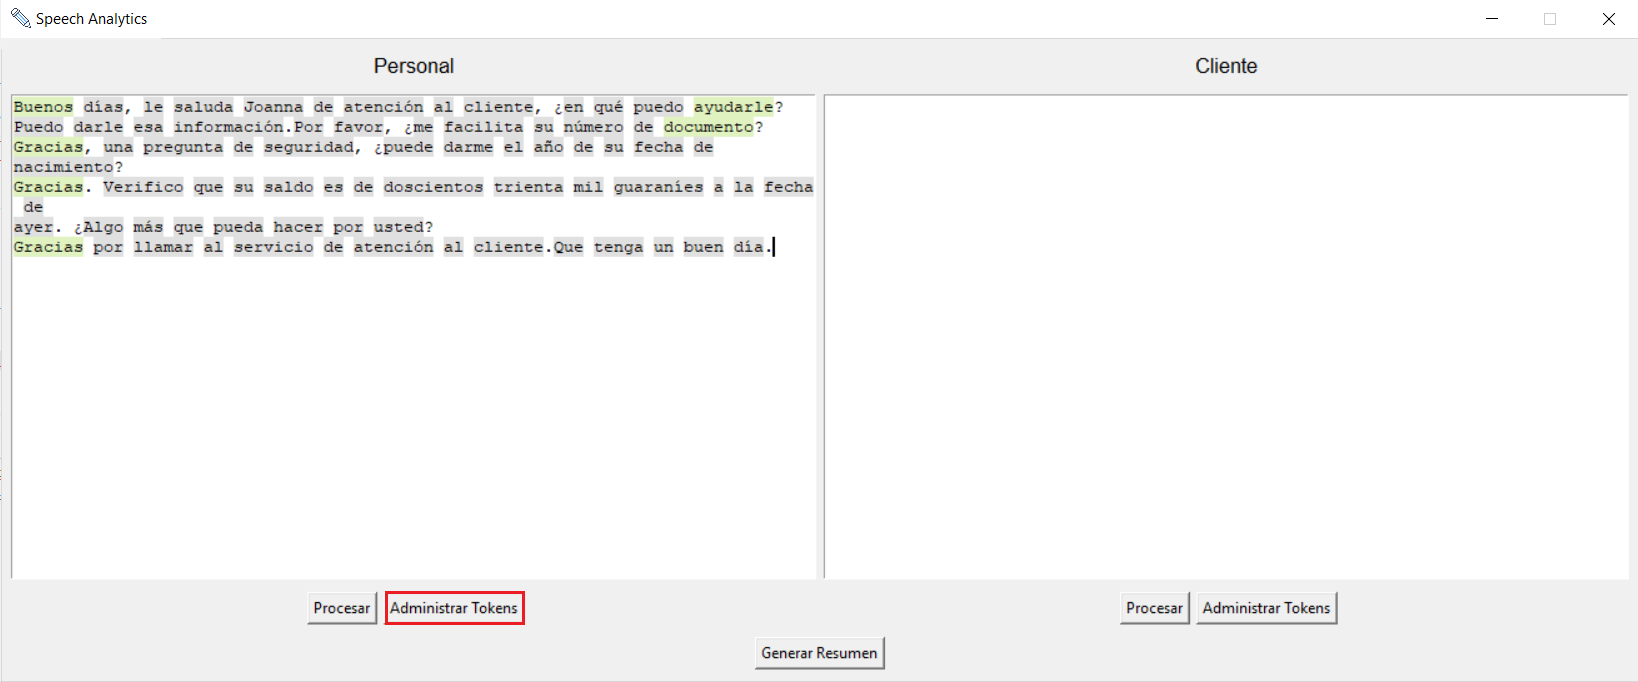 Speech Analytics
Personal
Cliente
Buenos días, le saluda Joanna de atención al cliente, ¿en qué puedo ayudarle?
Puedo darle esa información.Por favor, ¿me facilita su número de documento?
Gracias, una pregunta de seguridad, ¿puede darme el año de su fecha de
nacimiento?
Gracias. Verifico que su saldo es de doscientos trienta mil guaraníes a la fecha
de
ayer. ¿Algo más que pueda hacer por usted?
Gracias por llamar al servicio de atención al cliente.Que tenga un buen día.
Procesar
Administrar Tokens
Procesar
Administrar Tokens
Generar Resumen